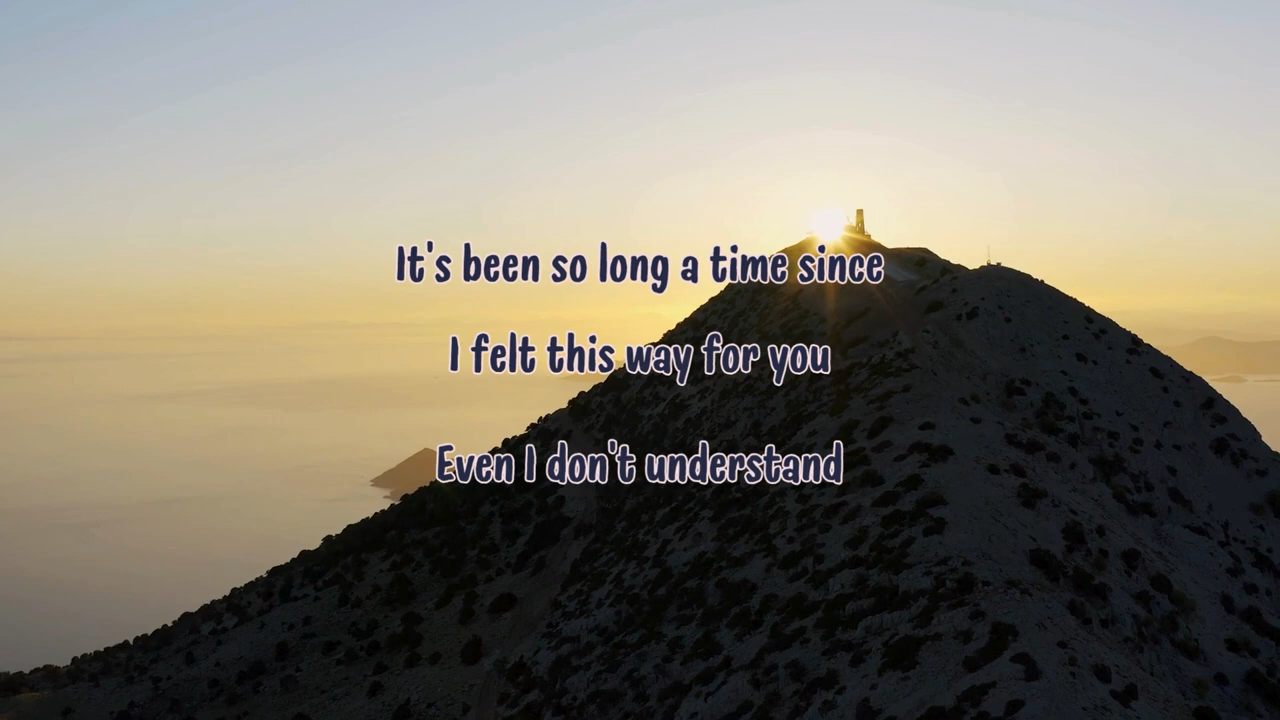 It's been so long a time since
I felt this way for you
Even I don't understand